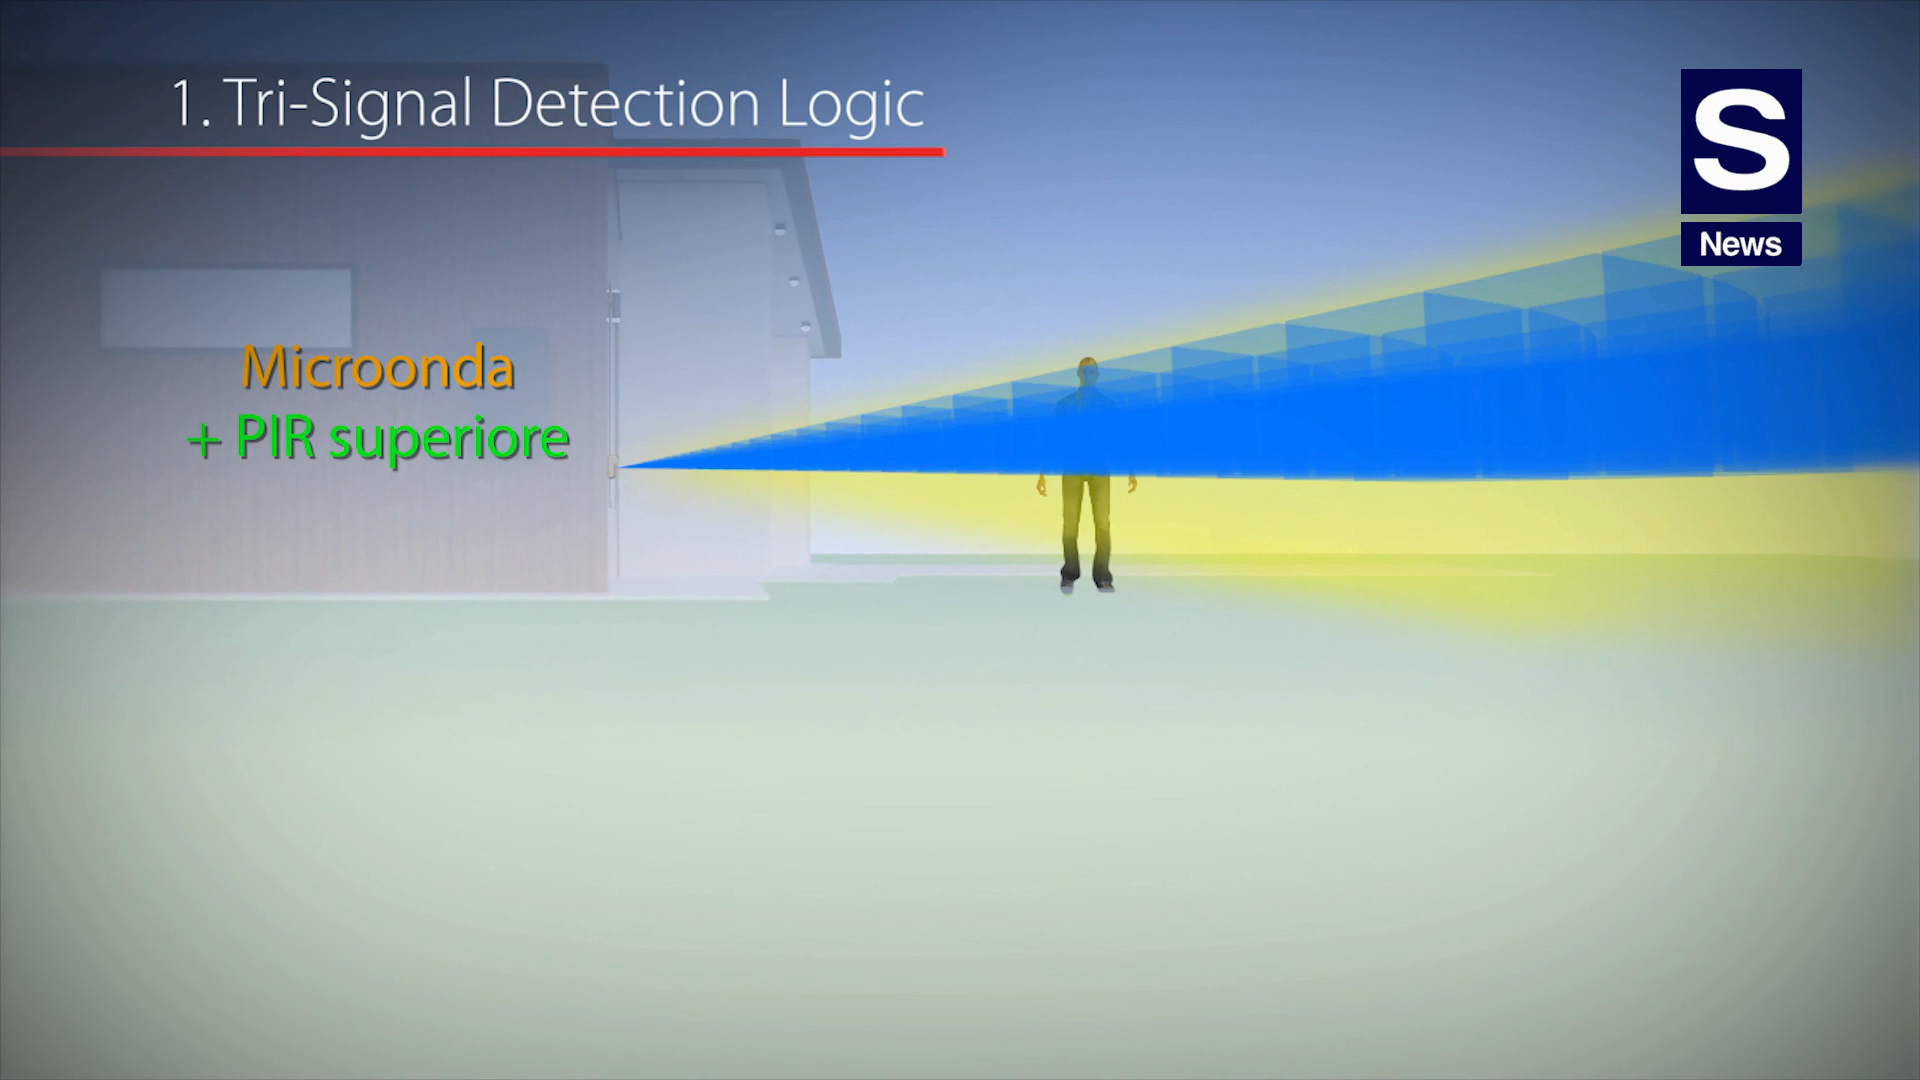 1. Tri-Signal Detection Logic
S
News
Microonda
+ PIR superiore